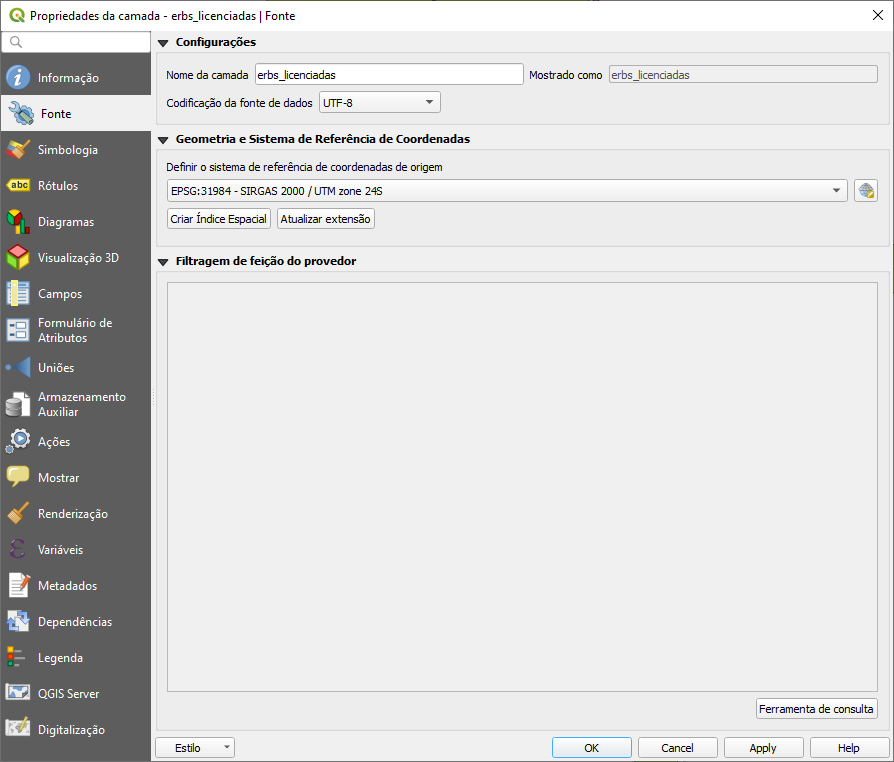 Propriedades da camada - erbs_licenciadas | Fonte
Informação
Fonte
Simbologia
abc Rótulos
Diagramas
Visualização 3D
Campos
Formulário de
Atributos
Uniões
Armazenamento
Auxiliar
Ações
Mostrar
Renderização
Variáveis
Metadados
Dependências
Legenda
QGIS Server
Digitalização
Configurações
Nome da camada erbs_licenciadas Mostrado como erbs_licenciadas
Codificação da fonte de dados UTF-8
Geometria e Sistema de Referência de Coordenadas
Definir o sistema de referência de coordenadas de origem
EPSG:31984 - SIRGAS 2000 / UTM zone 24S
Criar Índice Espacial Atualizar extensão
Filtragem de feição do provedor
Ferramenta de consulta
Estilo OK Cancel Apply Help